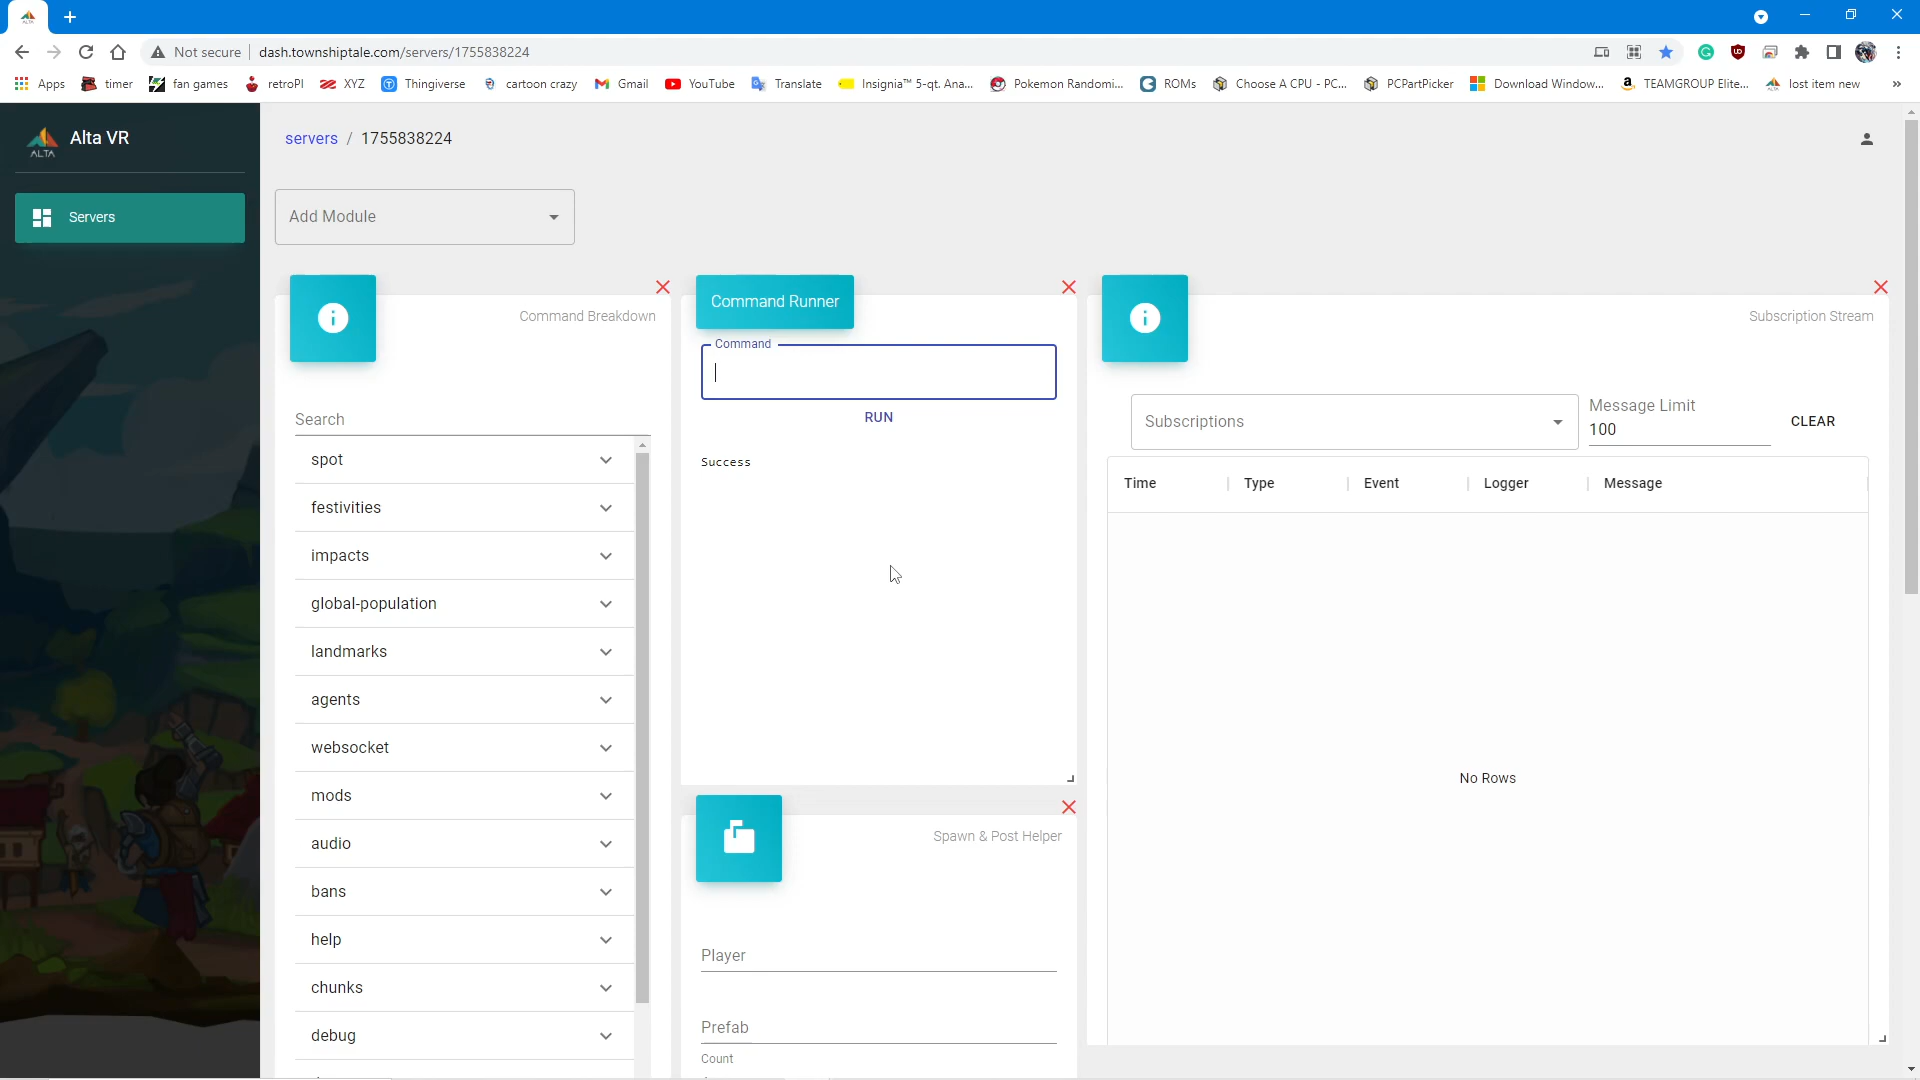 Not secure
dash.townshiptale.com/servers/1755838224
Apps
timer
fan games
retroPI
XYZ
Thingiverse
cartoon crazy
Gmail
YouTube
Translate
Insignia™ 5-qt. Ana...
Pokemon Randomi...
ROMs
Choose A CPU - PC...
PCPartPicker
Download Window...
TEAMGROUP Elite...
lost item new
»
ALTA
Alta VR
servers / 1755838224
Servers
Add Module
Command Breakdown
Search
spot
festivities
impacts
global-population
landmarks
agents
websocket
mods
audio
bans
help
chunks
debug
Command Runner
Command
RUN
Success
Spawn & Post Helper
Player
Prefab
Count
Subscription Stream
Subscriptions
Message Limit
100
CLEAR
Time
Type
Event
Logger
Message
No Rows